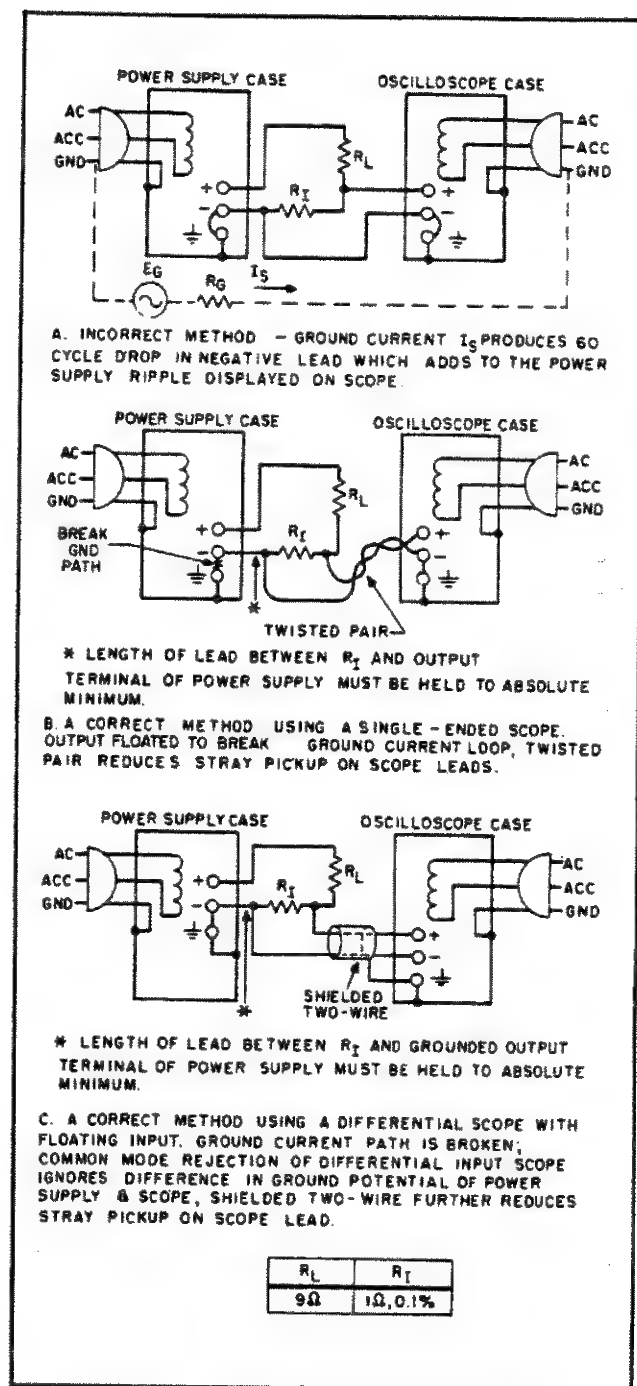 POWER SUPPLY CASE
OSCILLOSCOPE CASE
AC
ACC
GND
+
-
RI
RL
+
-
AC
ACC
GND
EG
RG
IS
A. INCORRECT METHOD - GROUND CURRENT IS PRODUCES 60
CYCLE DROP IN NEGATIVE LEAD WHICH ADDS TO THE POWER
SUPPLY RIPPLE DISPLAYED ON SCOPE.
POWER SUPPLY CASE
OSCILLOSCOPE CASE
AC
ACC
GND
BREAK
GND
PATH
+
-
RI
RL
*
+
-
AC
ACC
GND
TWISTED PAIR
* LENGTH OF LEAD BETWEEN RI AND OUTPUT
TERMINAL OF POWER SUPPLY MUST BE HELD TO ABSOLUTE
MINIMUM.
B. A CORRECT METHOD USING A SINGLE - ENDED SCOPE.
OUTPUT FLOATED TO BREAK GROUND CURRENT LOOP, TWISTED
PAIR REDUCES STRAY PICKUP ON SCOPE LEADS.
POWER SUPPLY CASE
OSCILLOSCOPE CASE
AC
ACC
GND
+
-
RI
RL
*
+
-
AC
ACC
GND
SHIELDED
TWO-WIRE
* LENGTH OF LEAD BETWEEN RI AND GROUNDED OUTPUT
TERMINAL OF POWER SUPPLY MUST BE HELD TO ABSOLUTE
MINIMUM.
C. A CORRECT METHOD USING A DIFFERENTIAL SCOPE WITH
FLOATING INPUT. GROUND CURRENT PATH IS BROKEN;
COMMON MODE REJECTION OF DIFFERENTIAL INPUT SCOPE
IGNORES DIFFERENCE IN GROUND POTENTIAL OF POWER
SUPPLY & SCOPE, SHIELDED TWO-WIRE FURTHER REDUCES
STRAY PICKUP ON SCOPE LEAD.
RL RI
9Ω 1Ω, 0.1%